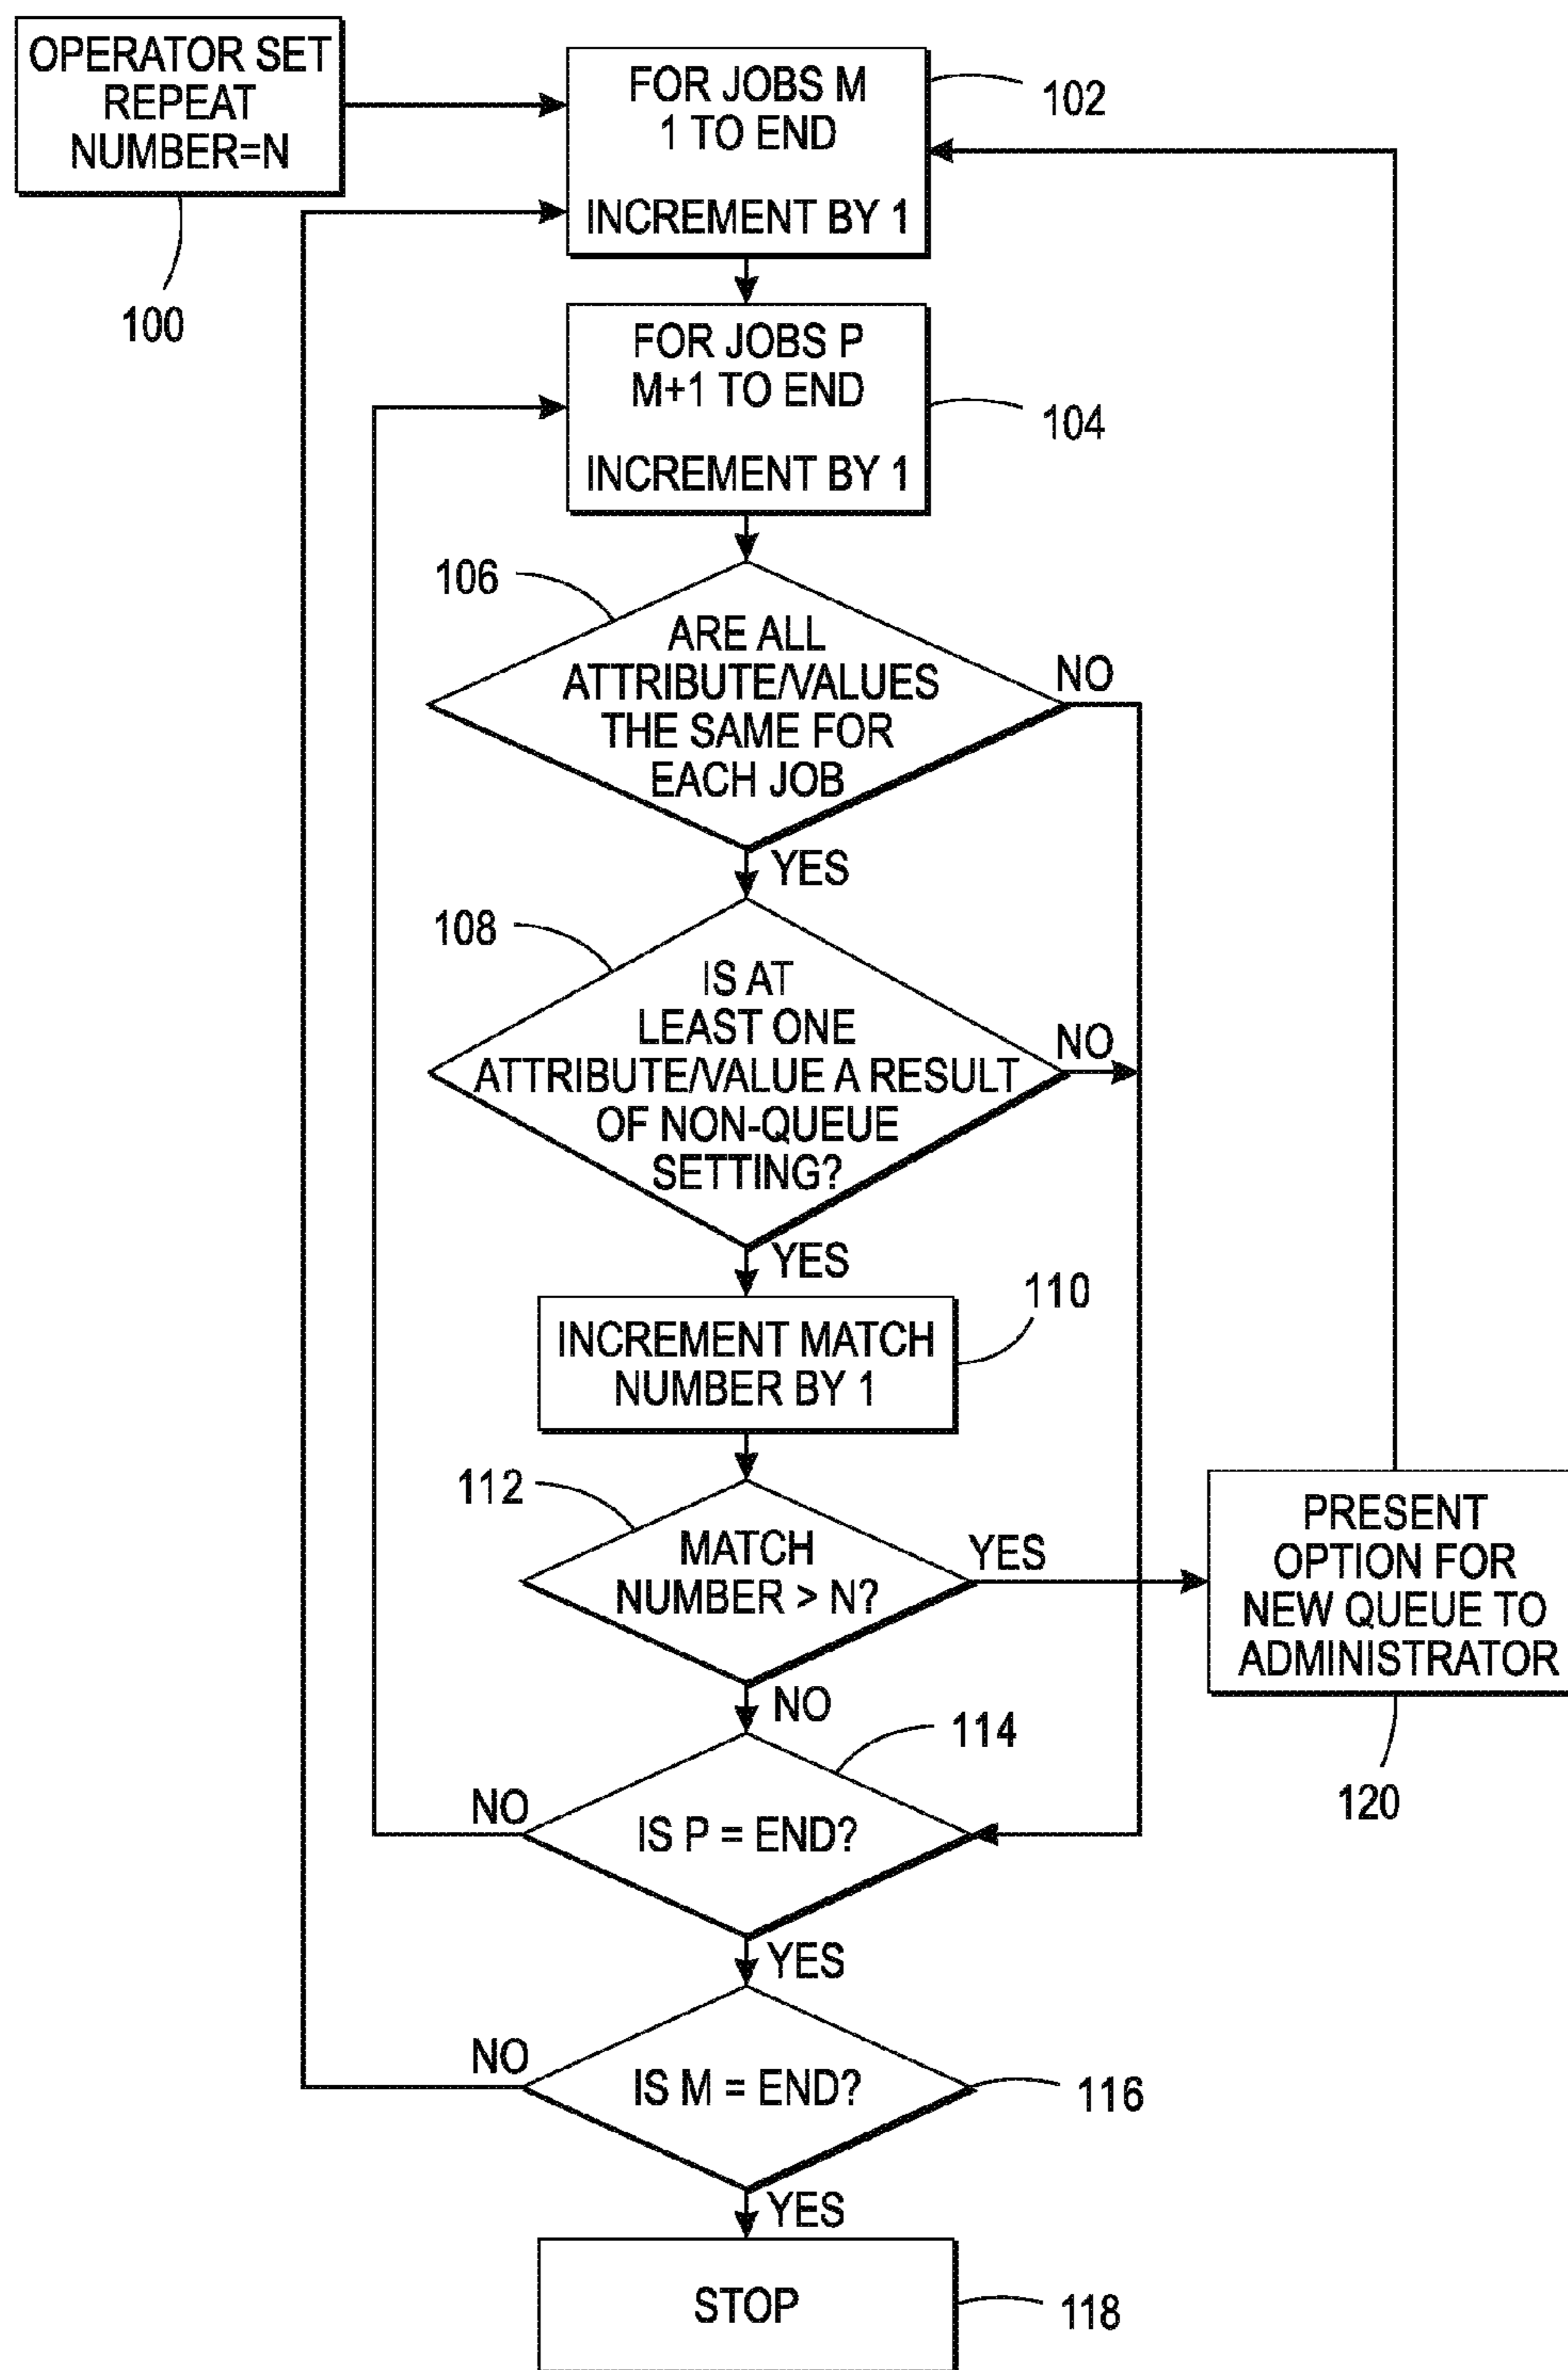 OPERATOR SET
REPEAT
NUMBER=N
100
FOR JOBS M
1 TO END
INCREMENT BY 1
102
FOR JOBS P
M+1 TO END
INCREMENT BY 1
104
106
ARE ALL
ATTRIBUTE/VALUES
THE SAME FOR
EACH JOB
NO
YES
108
IS AT
LEAST ONE
ATTRIBUTE/VALUE A RESULT
OF NON-QUEUE
SETTING?
NO
YES
110
INCREMENT MATCH
NUMBER BY 1
112
MATCH
NUMBER > N?
YES
NO
PRESENT
OPTION FOR
NEW QUEUE TO
ADMINISTRATOR
120
114
IS P = END?
NO
YES
IS M = END?
NO
116
YES
STOP
118